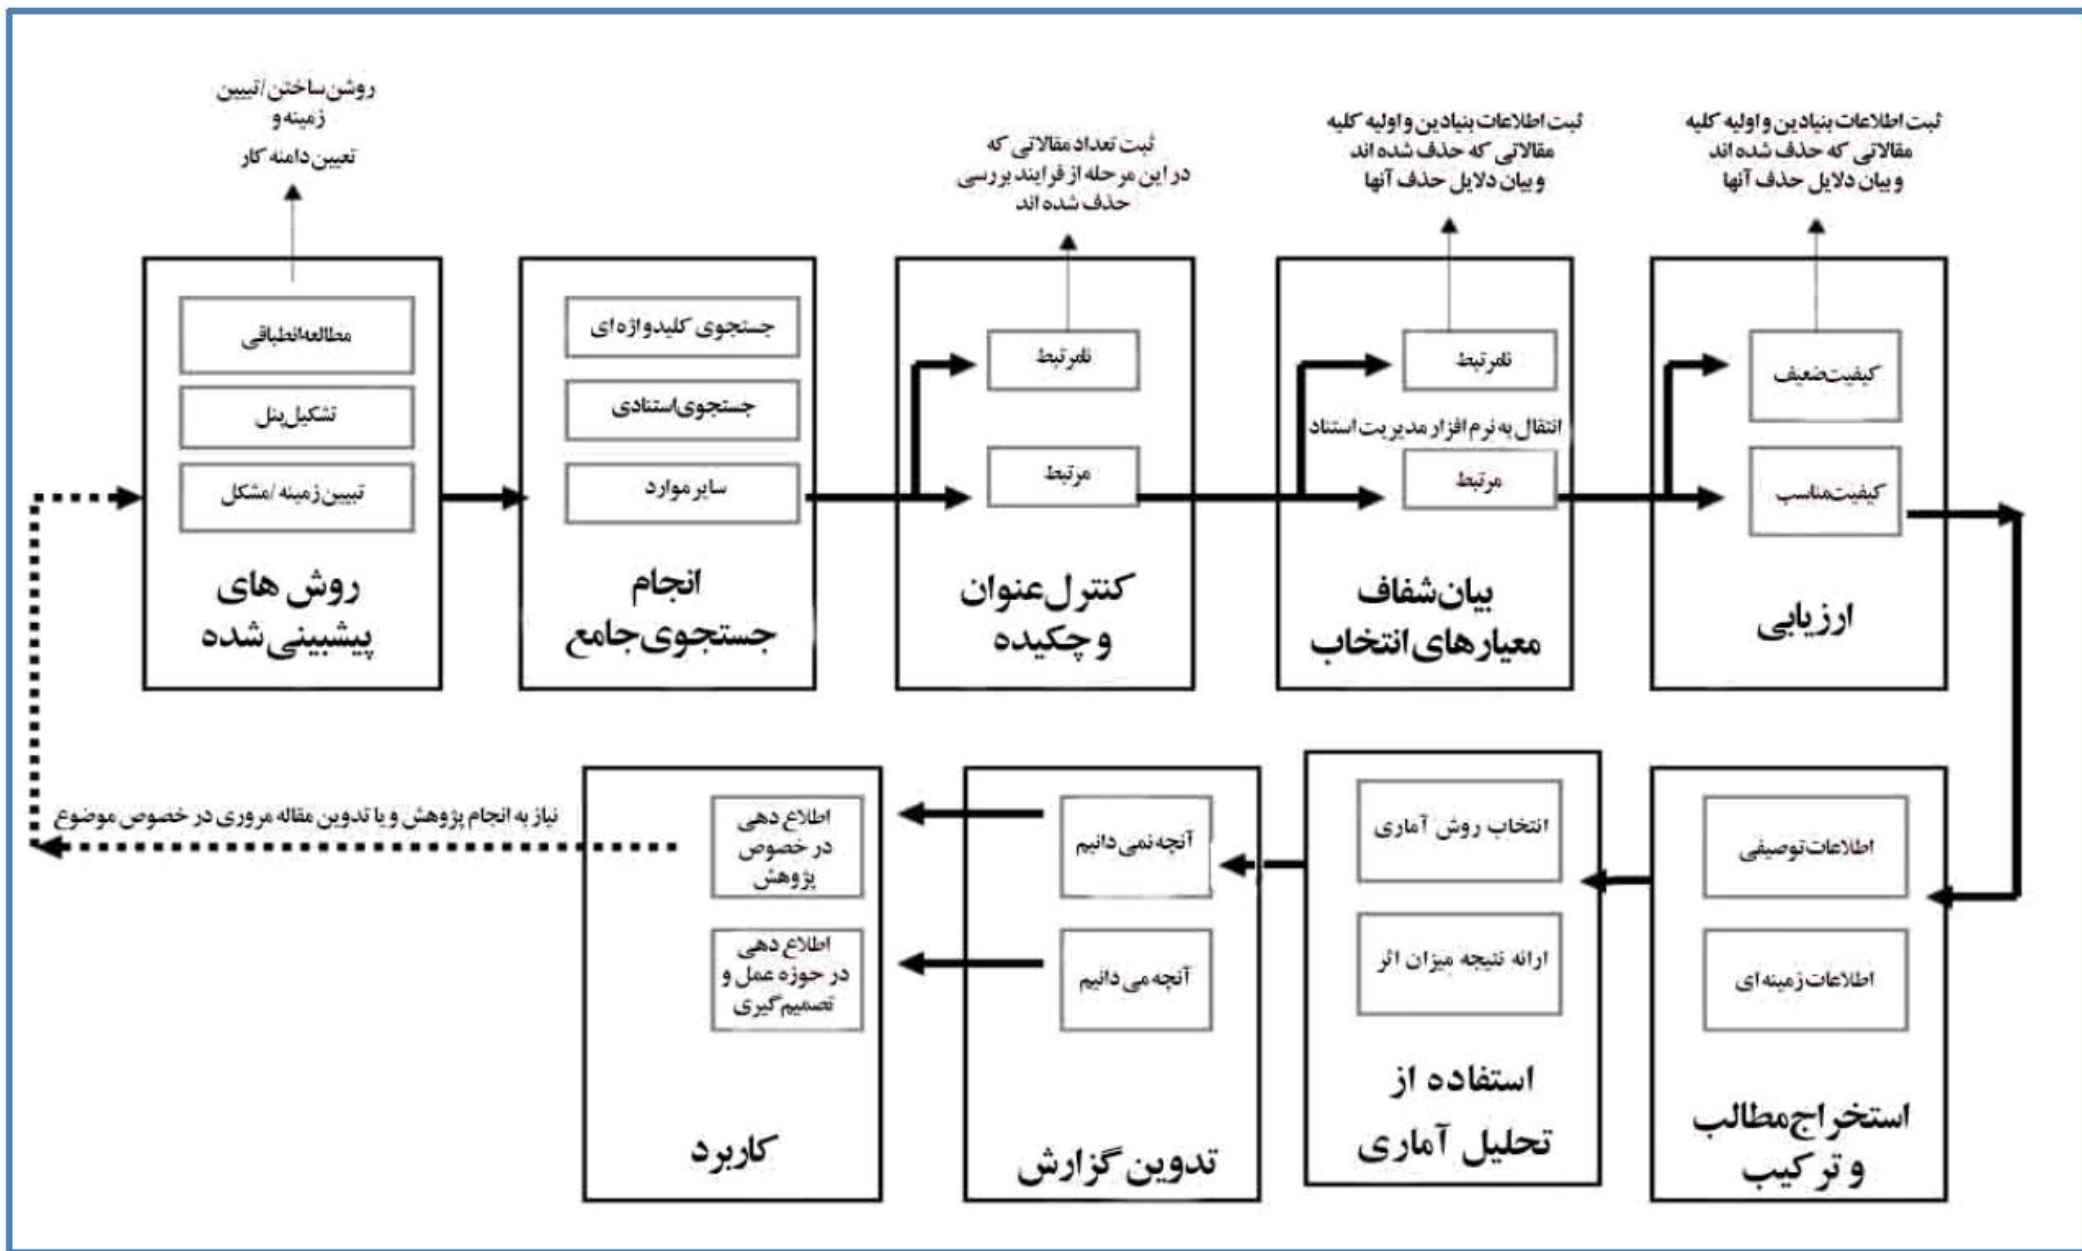 روشن ساختن/تبیین
زمینه و
تعیین دامنه کار
مطالعه انطباقی
تشکیل پنل
تبیین زمینه /مشکل
روش های
پیشبینی شده
جستجوی کلیدواژه ای
جستجوی استنادی
سایر موارد
انجام
جستجوی جامع
ثبت تعداد مقالاتی که
در این مرحله از فرایند بررسی
حذف شده اند
نامرتبط
مرتبط
کنترل عنوان
و چکیده
ثبت اطلاعات بنیادین و اولیه کلیه
مقالاتی که حذف شده اند
و بیان دلایل حذف آنها
نامرتبط
انتقال به نرم افزار مدیریت استناد
مرتبط
بیان شفاف
معیارهای انتخاب
ثبت اطلاعات بنیادین و اولیه کلیه
مقالاتی که حذف شده اند
و بیان دلایل حذف آنها
کیفیت ضعیف
کیفیت مناسب
ارزیابی
اطلاعات توصیفی
اطلاعات زمینه ای
استخراج مطالب
و ترکیب
انتخاب روش آماری
ارائه نتیجه میزان اثر
استفاده از
تحلیل آماری
آنچه نمی دانیم
آنچه می دانیم
تدوین گزارش
اطلاع دهی
در خصوص
پژوهش
اطلاع دهی
در حوزه عمل و
تصمیم گیری
کاربرد
نیاز به انجام پژوهش و یا تدوین مقاله مروری در خصوص موضوع